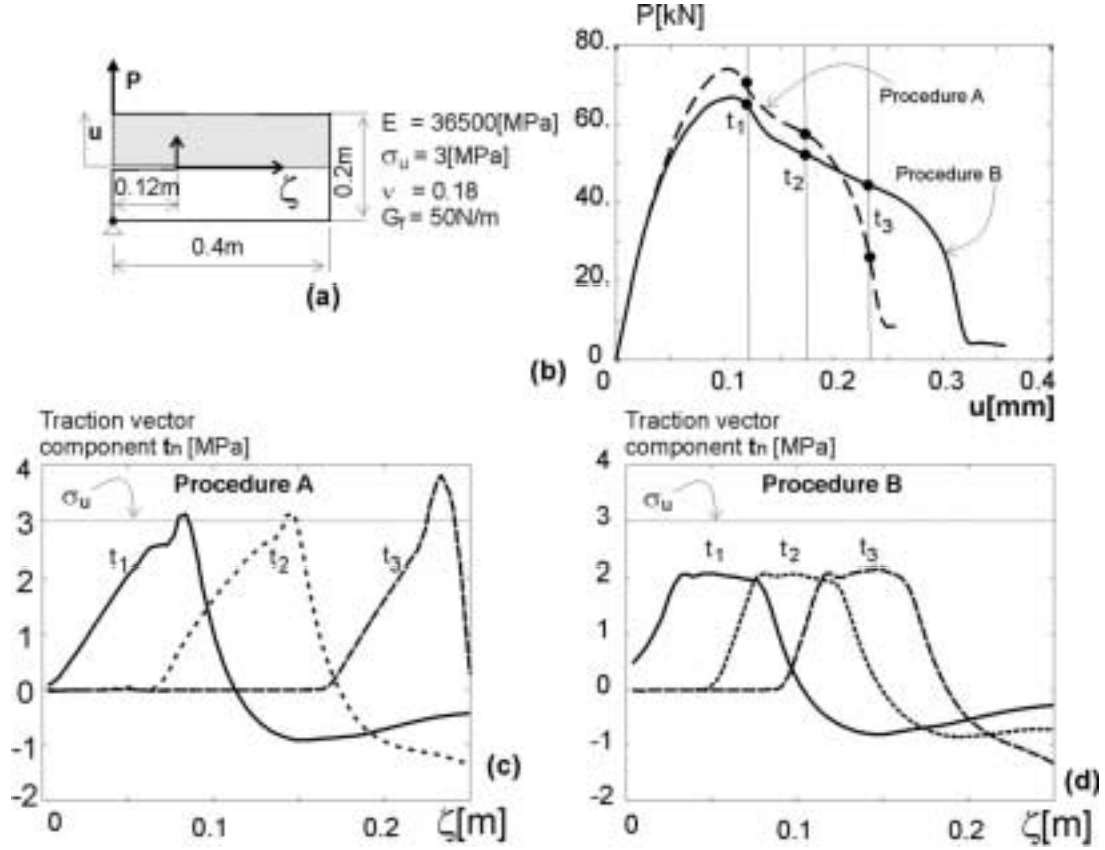 P
u
0.12m
ζ
0.2m
0.4m
E = 36500[MPa]
σu = 3[MPa]
ν = 0.18
Gf = 50N/m
(a)
P[kN]
80.
60.
40.
20.
0
0
0.1
0.2
0.3
0.4
u[mm]
Procedure A
Procedure B
t1
t2
t3
(b)
Traction vector
component tn [MPa]
Procedure A
σu
t1
t2
t3
4
3
2
1
0
-1
-2
0
0.1
0.2
ζ[m]
(c)
Traction vector
component tn [MPa]
Procedure B
σu
t1
t2
t3
4
3
2
1
0
-1
-2
0
0.1
0.2
ζ[m]
(d)